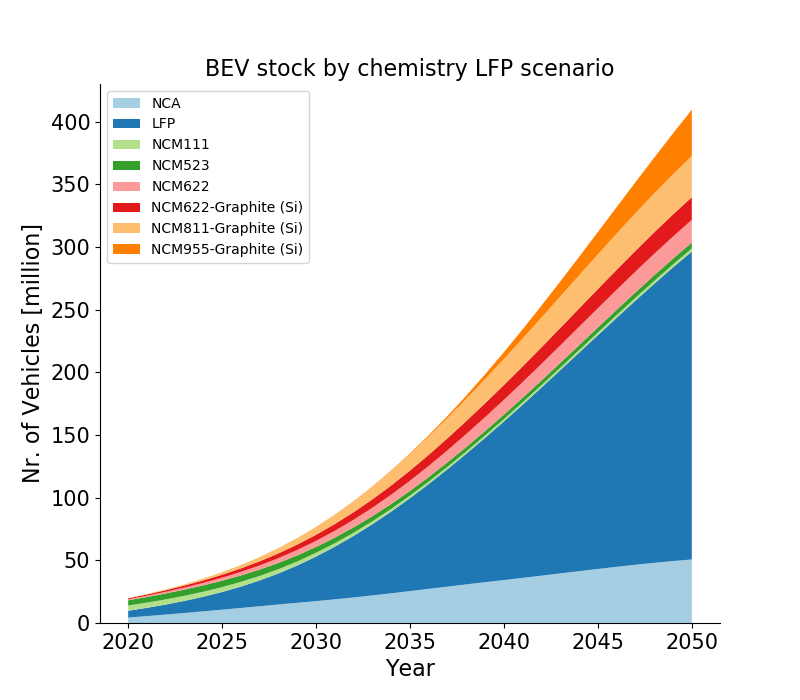 BEV stock by chemistry LFP scenario
NCA
LFP
NCM111
NCM523
NCM622
NCM622-Graphite (Si)
NCM811-Graphite (Si)
NCM955-Graphite (Si)
Nr. of Vehicles [million]
400
350
300
250
200
150
100
50
0
2020 2025 2030 2035 2040 2045 2050
Year